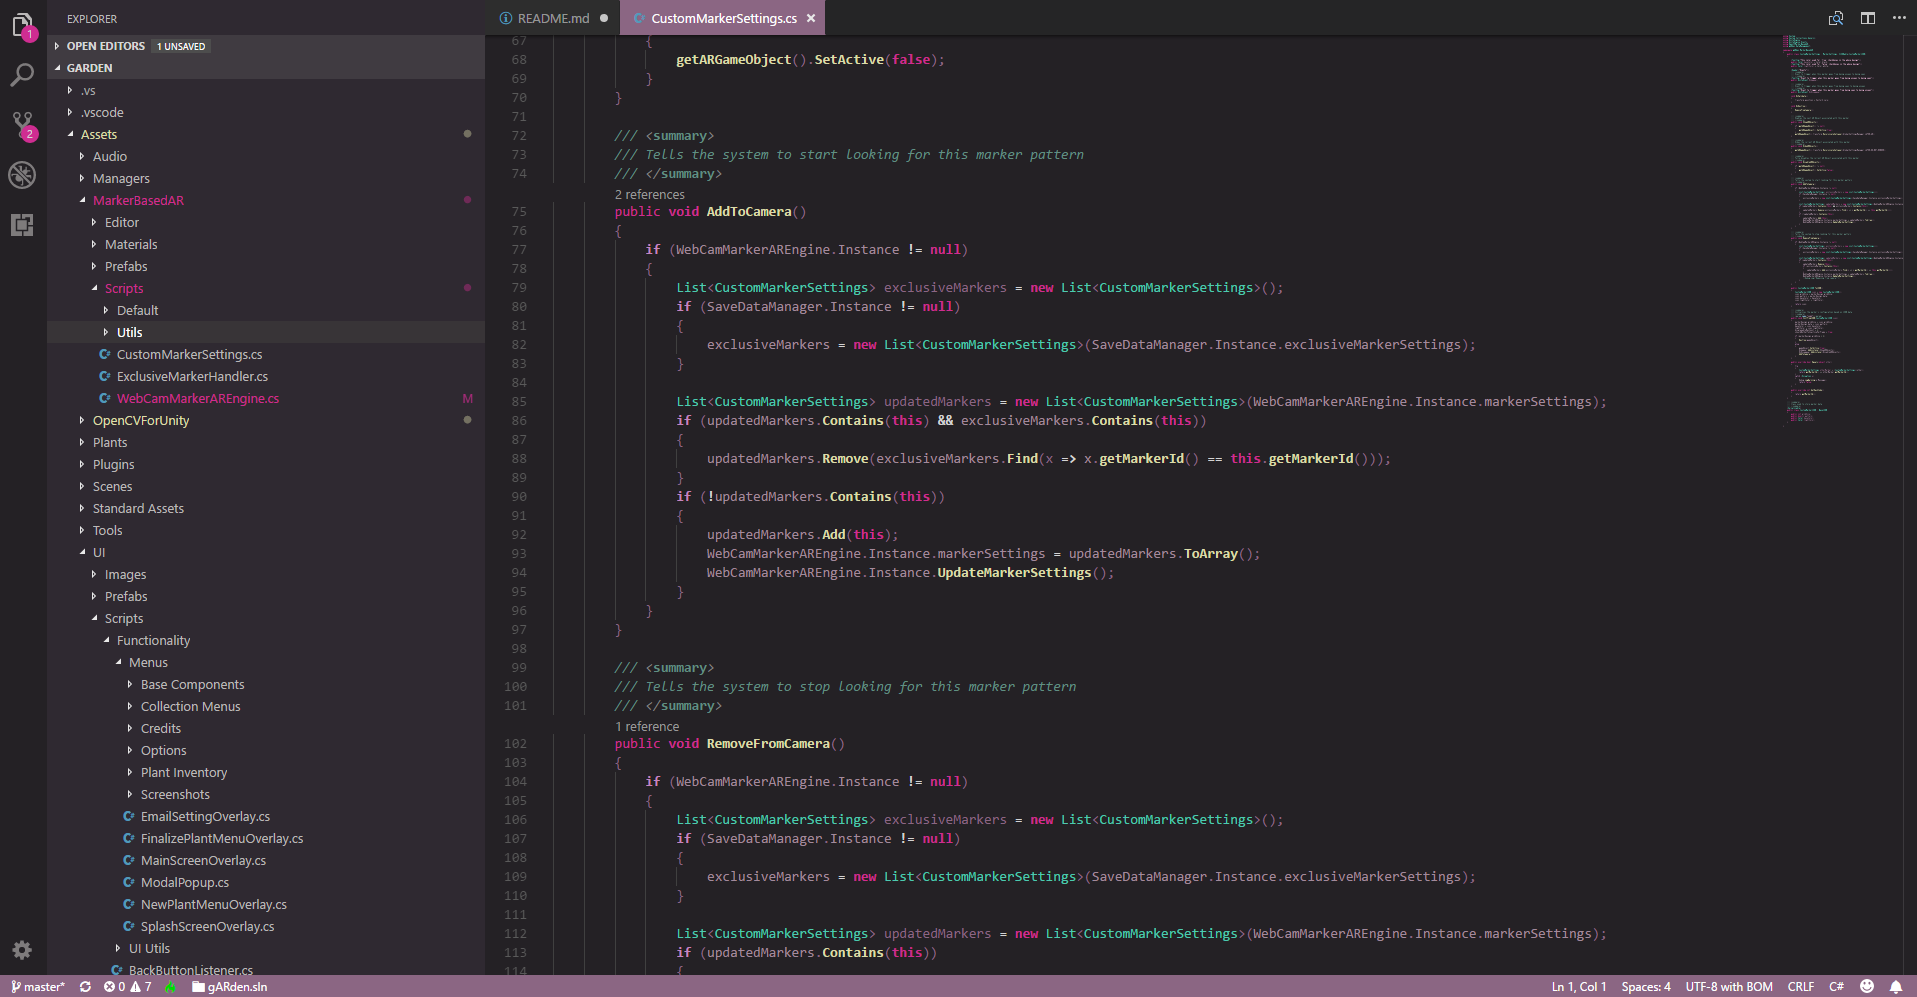 1
2
EXPLORER
OPEN EDITORS 1 UNSAVED
GARDEN
.vs
.vscode
Assets
Audio
Managers
MarkerBasedAR
Editor
Materials
Prefabs
Scripts
Default
Utils
C# CustomMarkerSettings.cs
C# ExclusiveMarkerHandler.cs
C# WebCamMarkerAREngine.cs M
OpenCVForUnity
Plants
Plugins
Scenes
Standard Assets
Tools
UI
Images
Prefabs
Scripts
Functionality
Menus
Base Components
Collection Menus
Credits
Options
Plant Inventory
Screenshots
C# EmailSettingOverlay.cs
C# FinalizePlantMenuOverlay.cs
C# MainScreenOverlay.cs
C# ModalPopup.cs
C# NewPlantMenuOverlay.cs
C# SplashScreenOverlay.cs
UI Utils
C# BackButtonListener.cs
README.md ● C# CustomMarkerSettings.cs ×
67 {
68 getARGameObject().SetActive(false);
69 }
70 }
71
72 /// <summary>
73 /// Tells the system to start looking for this marker pattern
74 /// </summary>
2 references
75 public void AddToCamera()
76 {
77 if (WebCamMarkerAREngine.Instance != null)
78 {
79 List<CustomMarkerSettings> exclusiveMarkers = new List<CustomMarkerSettings>();
80 if (SaveDataManager.Instance != null)
81 {
82 exclusiveMarkers = new List<CustomMarkerSettings>(SaveDataManager.Instance.exclusiveMarkerSettings);
83 }
84
85 List<CustomMarkerSettings> updatedMarkers = new List<CustomMarkerSettings>(WebCamMarkerAREngine.Instance.markerSettings);
86 if (updatedMarkers.Contains(this) && exclusiveMarkers.Contains(this))
87 {
88 updatedMarkers.Remove(exclusiveMarkers.Find(x => x.getMarkerId() == this.getMarkerId()));
89 }
90 if (!updatedMarkers.Contains(this))
91 {
92 updatedMarkers.Add(this);
93 WebCamMarkerAREngine.Instance.markerSettings = updatedMarkers.ToArray();
94 WebCamMarkerAREngine.Instance.UpdateMarkerSettings();
95 }
96 }
97 }
98
99 /// <summary>
100 /// Tells the system to stop looking for this marker pattern
101 /// </summary>
1 reference
102 public void RemoveFromCamera()
103 {
104 if (WebCamMarkerAREngine.Instance != null)
105 {
106 List<CustomMarkerSettings> exclusiveMarkers = new List<CustomMarkerSettings>();
107 if (SaveDataManager.Instance != null)
108 {
109 exclusiveMarkers = new List<CustomMarkerSettings>(SaveDataManager.Instance.exclusiveMarkerSettings);
110 }
111
112 List<CustomMarkerSettings> updatedMarkers = new List<CustomMarkerSettings>(WebCamMarkerAREngine.Instance.markerSettings);
113 if (updatedMarkers.Contains(this))
114 {
master* 0 7 gARden.sln Ln 1, Col 1 Spaces: 4 UTF-8 with BOM CRLF C#